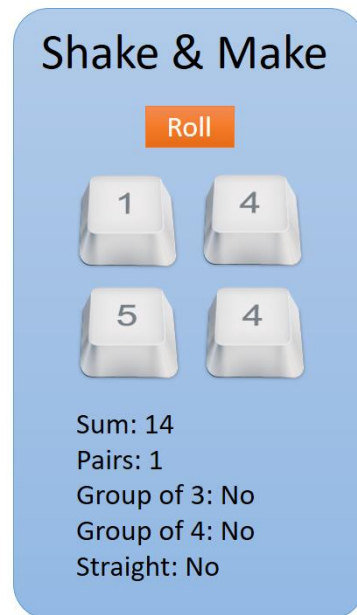 Shake & Make
Roll
1 4
5 4
Sum: 14
Pairs: 1
Group of 3: No
Group of 4: No
Straight: No